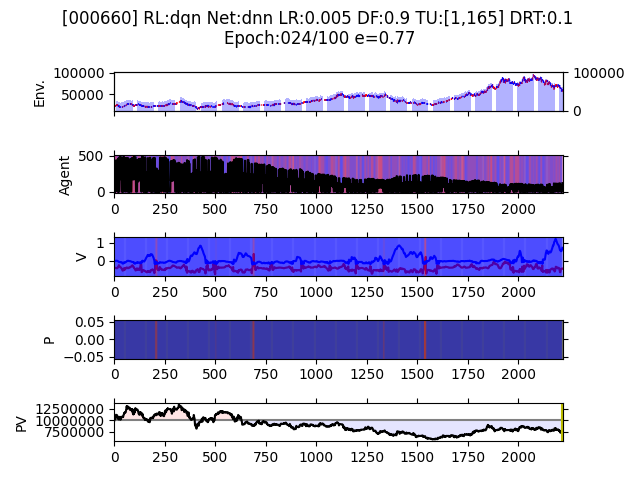 [000660] RL:dqn Net:dnn LR:0.005 DF:0.9 TU:[1,165] DRT:0.1
Epoch:024/100 e=0.77
100000 100000
Env. 50000
0
500
Agent
0
0 250 500 750 1000 1250 1500 1750 2000
1
V
0
0 250 500 750 1000 1250 1500 1750 2000
0.05
P 0.00
−0.05
0 250 500 750 1000 1250 1500 1750 2000
12500000
PV 10000000
7500000
0 250 500 750 1000 1250 1500 1750 2000